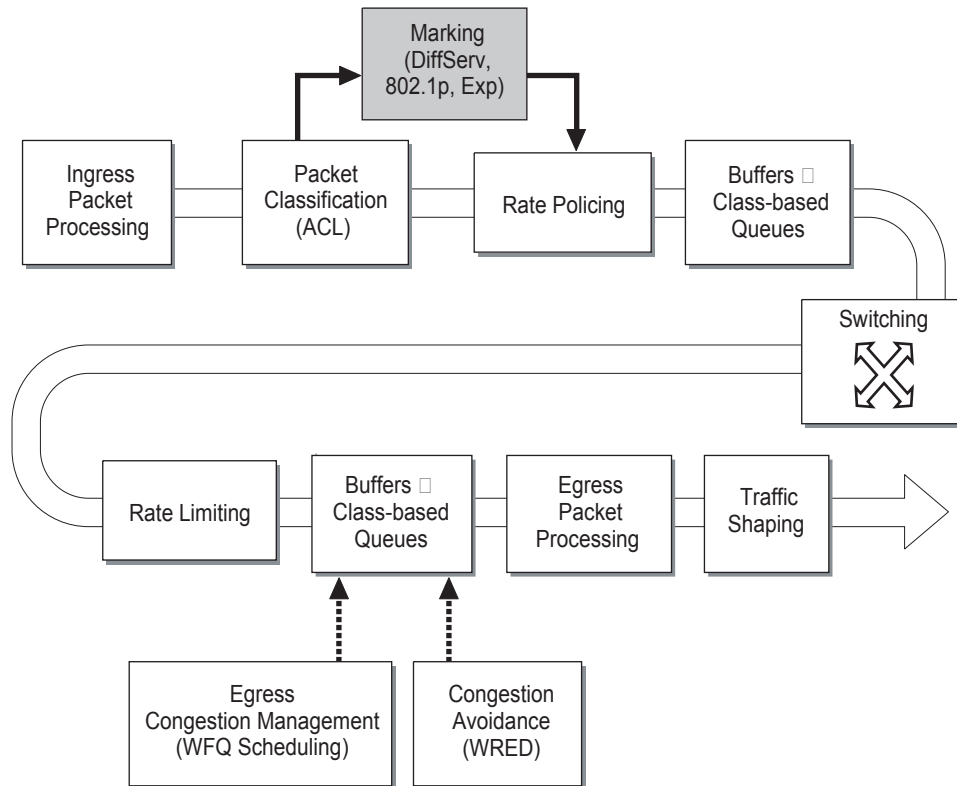 Marking
(DiffServ,
802.1p, Exp)
Ingress
Packet
Processing
Packet
Classification
(ACL)
Rate Policing
Buffers □
Class-based
Queues
Switching
Rate Limiting
Buffers □
Class-based
Queues
Egress
Packet
Processing
Traffic
Shaping
Egress
Congestion Management
(WFQ Scheduling)
Congestion
Avoidance
(WRED)